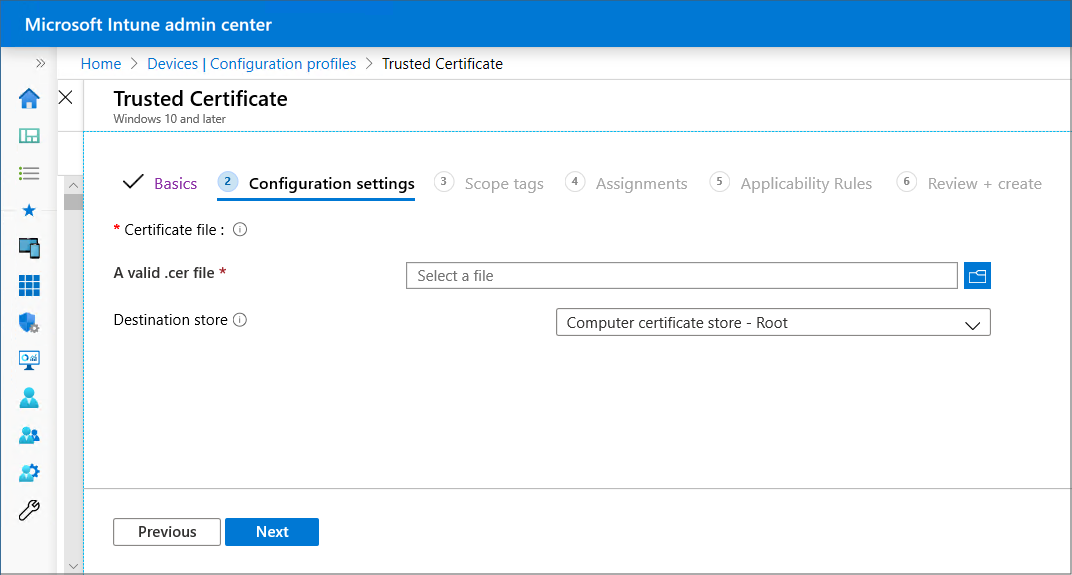 Microsoft Intune admin center
Home > Devices | Configuration profiles > Trusted Certificate
Trusted Certificate
Windows 10 and later
Basics 2 Configuration settings 3 Scope tags 4 Assignments 5 Applicability Rules 6 Review + create
* Certificate file :
A valid .cer file * Select a file
Destination store Computer certificate store - Root
Previous Next